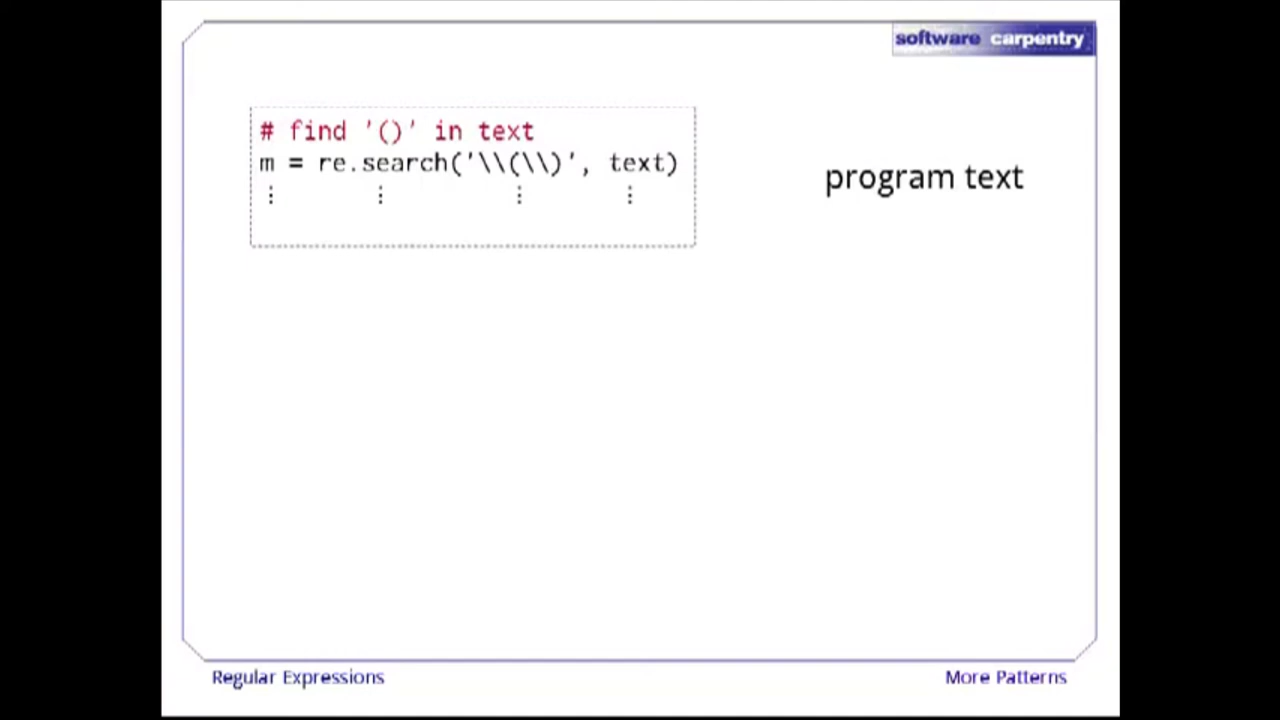 software carpentry
# find '()' in text
m = re.search('\\(\\)', text)
⋮ ⋮ ⋮ ⋮
program text
Regular Expressions
More Patterns